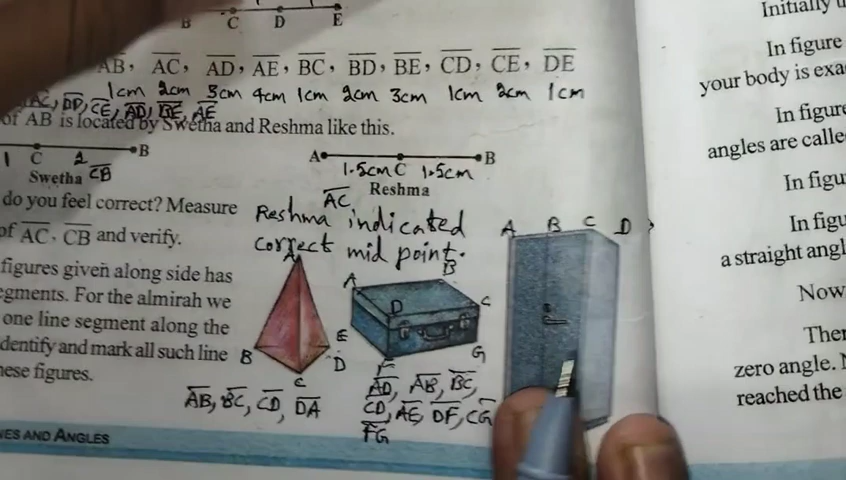 B C D E
Initially
In figure
AB, AC, AD, AE, BC, BD, BE, CD, CE, DE
your body is exa
1cm 2cm 3cm 4cm 1cm 2cm 3cm 1cm 2cm 1cm
CE, AD, BE, AE
In figure
of AB is located by Swetha and Reshma like this.
angles are calle
1 C 2 B
A 1.5cm C 1.5cm B
Swetha CB
AC Reshma
In figu
do you feel correct? Measure
Reshma indicated
In figu
of AC, CB and verify.
correct mid point.
a straight angl
figures given along side has
egments. For the almirah we
one line segment along the
dentify and mark all such line
hese figures.
A
B
C
D
E
A B
D C
F G
A B C D
Now
Ther
zero angle.
reached the
AB, BC, CD, DA
AD, AB, BC,
CD, AE, DF, CG
FG
ES AND ANGLES